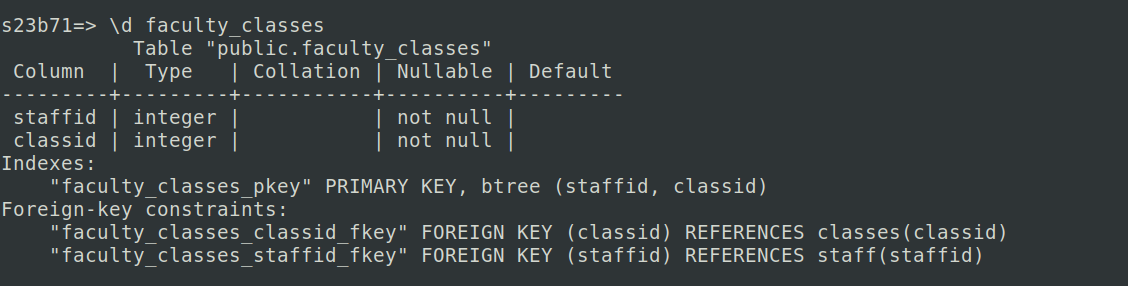 s23b71=> \d faculty_classes
           Table "public.faculty_classes"
 Column  |  Type   | Collation | Nullable | Default
---------+---------+-----------+----------+---------
 staffid | integer |           | not null |
 classid | integer |           | not null |
Indexes:
    "faculty_classes_pkey" PRIMARY KEY, btree (staffid, classid)
Foreign-key constraints:
    "faculty_classes_classid_fkey" FOREIGN KEY (classid) REFERENCES classes(classid)
    "faculty_classes_staffid_fkey" FOREIGN KEY (staffid) REFERENCES staff(staffid)